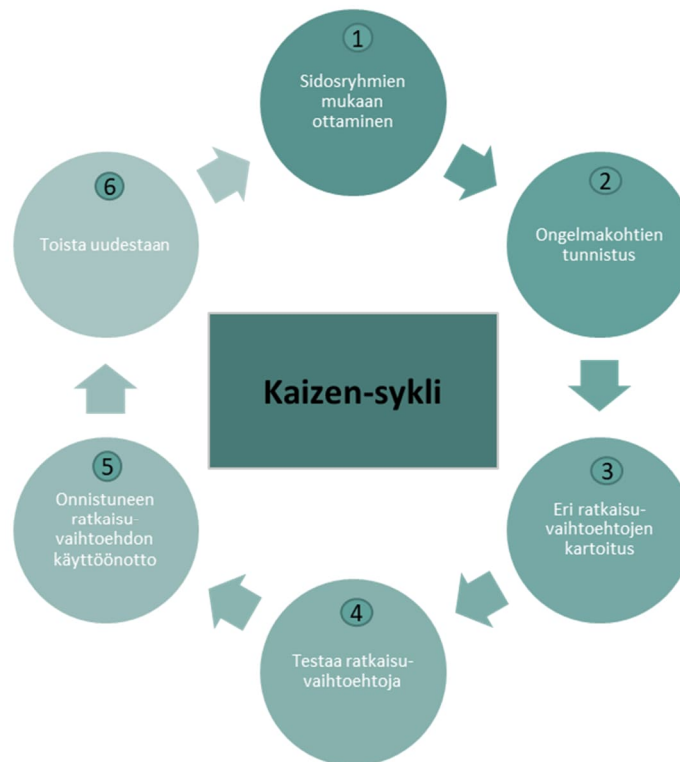 1
Sidosryhmien
mukaan
ottaminen
2
Ongelmakohtien
tunnistus
3
Eri ratkaisu-
vaihtoehtojen
kartoitus
4
Testaa ratkaisu-
vaihtoehtoja
5
Onnistuneen
ratkaisu-
vaihtoehdon
käyttöönotto
6
Toista uudestaan
Kaizen-sykli